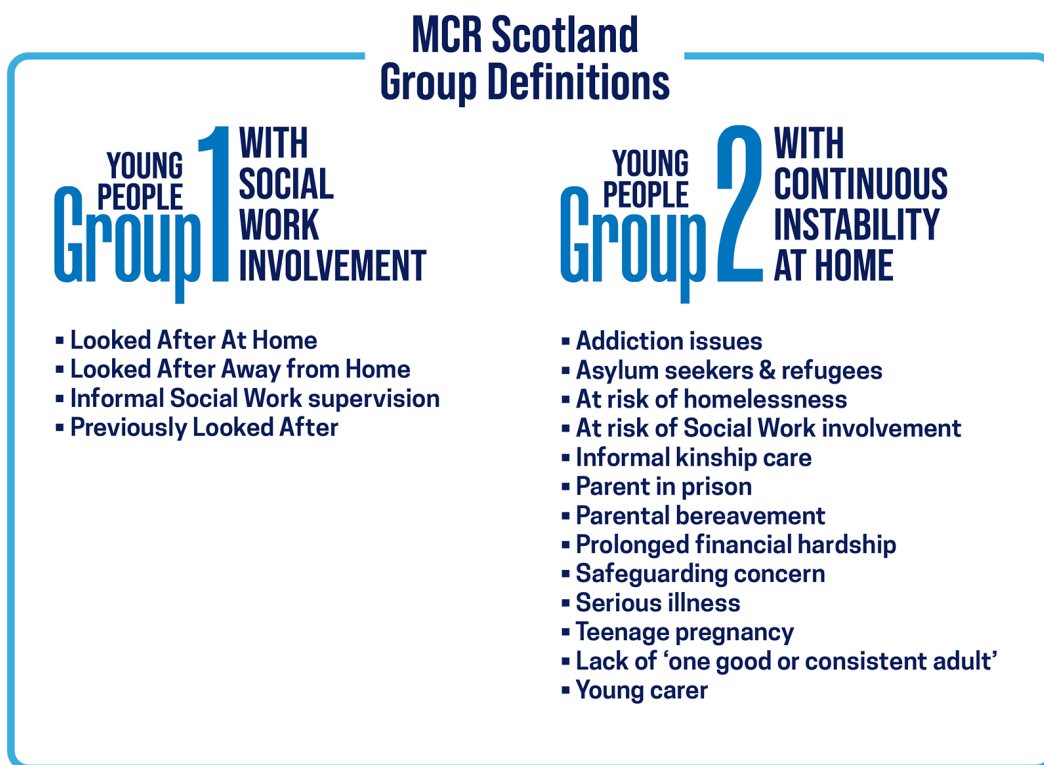 MCR Scotland
Group Definitions
YOUNG
PEOPLE
Group 1
WITH
SOCIAL
WORK
INVOLVEMENT
▪ Looked After At Home
▪ Looked After Away from Home
▪ Informal Social Work supervision
▪ Previously Looked After
YOUNG
PEOPLE
Group 2
WITH
CONTINUOUS
INSTABILITY
AT HOME
▪ Addiction issues
▪ Asylum seekers & refugees
▪ At risk of homelessness
▪ At risk of Social Work involvement
▪ Informal kinship care
▪ Parent in prison
▪ Parental bereavement
▪ Prolonged financial hardship
▪ Safeguarding concern
▪ Serious illness
▪ Teenage pregnancy
▪ Lack of ‘one good or consistent adult’
▪ Young carer